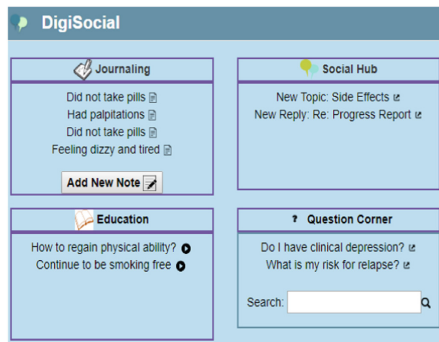 DigiSocial
Journaling
Did not take pills
Had palpitations
Did not take pills
Feeling dizzy and tired
Add New Note
Social Hub
New Topic: Side Effects
New Reply: Re: Progress Report
Education
How to regain physical ability?
Continue to be smoking free
? Question Corner
Do I have clinical depression?
What is my risk for relapse?
Search: